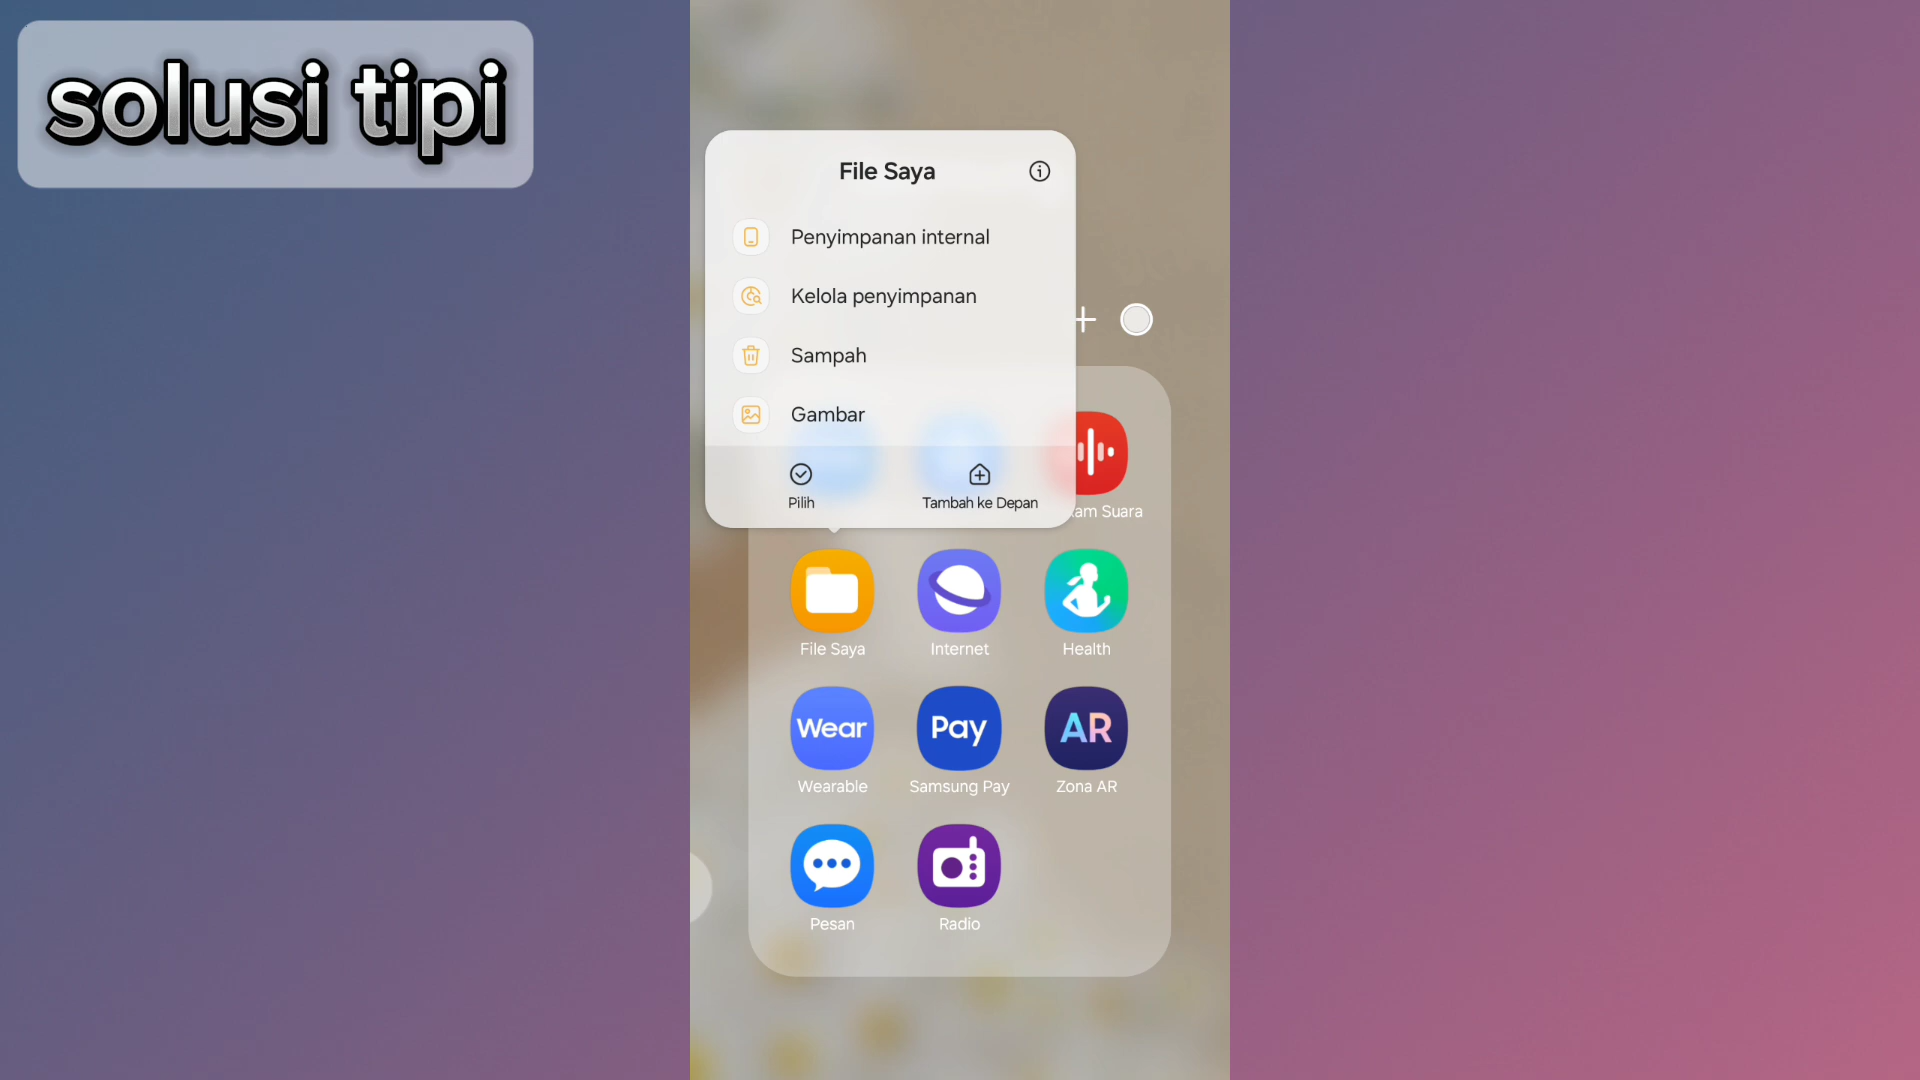 solusi tipi
File Saya
Penyimpanan internal
Kelola penyimpanan
Sampah
Gambar
Pilih
Tambah ke Depan
Suara
File Saya
Internet
Health
Wear
Pay
AR
Wearable
Samsung Pay
Zona AR
Pesan
Radio